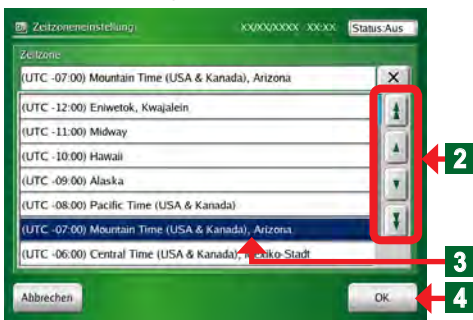 Zeitzoneneinstellung XX/XX/XXXX XX:XX Status:Aus
Zeitzone
(UTC -07:00) Mountain Time (USA & Kanada), Arizona X
(UTC -12:00) Eniwetok, Kwajalein
(UTC -11:00) Midway
(UTC -10:00) Hawaii
2
(UTC -09:00) Alaska
(UTC -08:00) Pacific Time (USA & Kanada)
(UTC -07:00) Mountain Time (USA & Kanada), Arizona
(UTC -06:00) Central Time (USA & Kanada), Mexiko-Stadt
3
Abbrechen OK 4